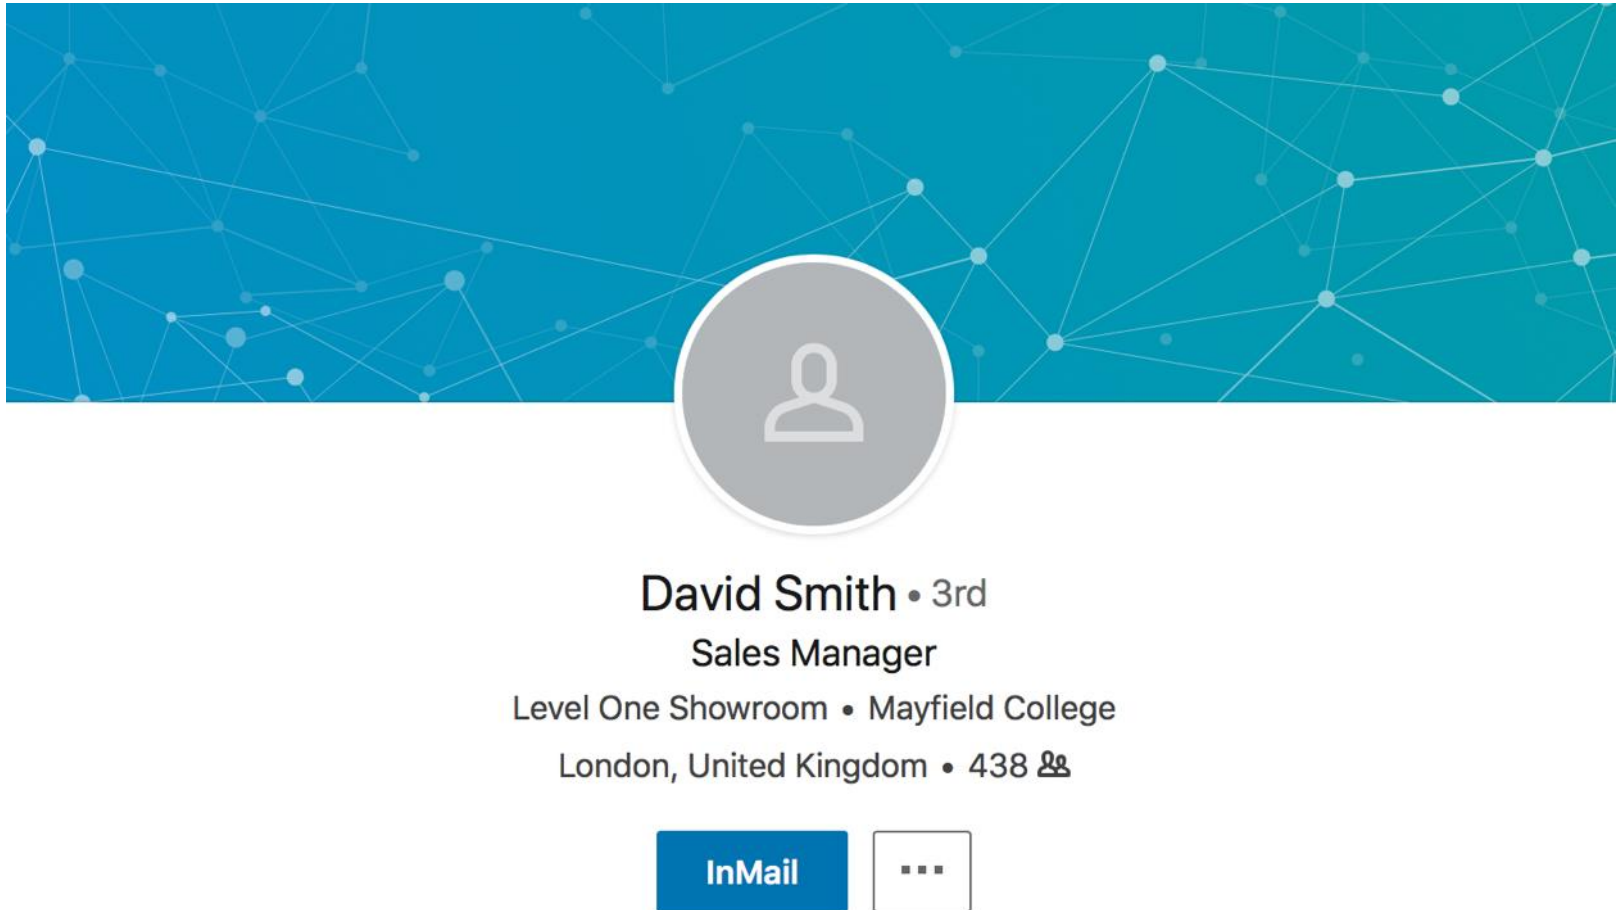 David Smith • 3rd
Sales Manager
Level One Showroom • Mayfield College
London, United Kingdom • 438
InMail
...